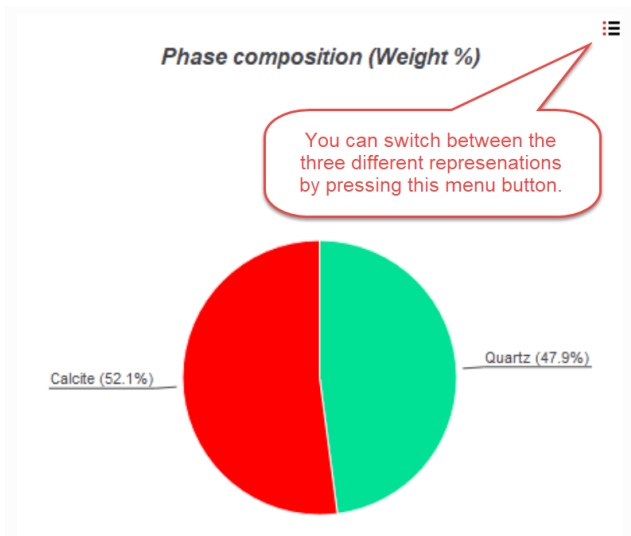 Phase composition (Weight %)
You can switch between the
three different represenations
by pressing this menu button.
Quartz (47.9%)
Calcite (52.1%)